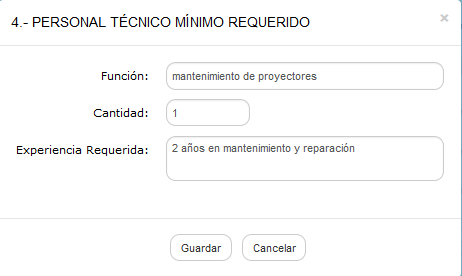 4.- PERSONAL TÉCNICO MÍNIMO REQUERIDO ×
Función: mantenimiento de proyectores
Cantidad: 1
Experiencia Requerida: 2 años en mantenimiento y reparación
Guardar Cancelar